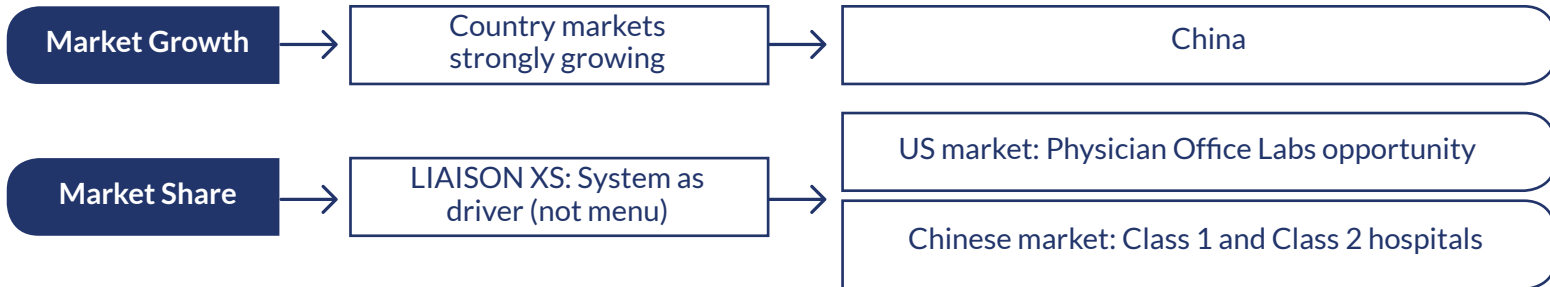 Market Growth
Country markets
strongly growing
China
Market Share
LIAISON XS: System as
driver (not menu)
US market: Physician Office Labs opportunity
Chinese market: Class 1 and Class 2 hospitals